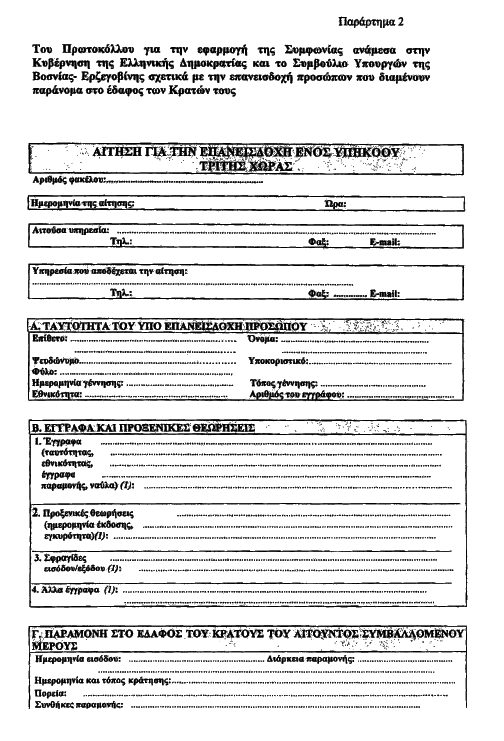 Παράρτημα 2
Του Πρωτοκόλλου για την εφαρμογή της Συμφωνίας ανάμεσα στην
Κυβέρνηση της Ελληνικής Δημοκρατίας και το Συμβούλιο Υπουργών της
Βοσνίας- Ερζεγοβίνης σχετικά με την επανεισδοχή προσώπων που διαμένουν
παράνομα στο έδαφος των Κρατών τους
ΑΙΤΗΣΗ ΓΙΑ ΤΗΝ ΕΠΑΝΕΙΣΔΟΧΗ ΕΝΟΣ ΥΠΗΚΟΟΥ
ΤΡΙΤΗΣ ΧΩΡΑΣ
Αριθμός φακέλου:
Ημερομηνία της αίτησης: Ώρα:
Αιτούσα υπηρεσία:
Τηλ.: Φαξ: E-mail:
Υπηρεσία που αποδέχεται την αίτηση:
Τηλ.: Φαξ: E-mail:
Α. ΤΑΥΤΟΤΗΤΑ ΤΟΥ ΥΠΟ ΕΠΑΝΕΙΣΔΟΧΗ ΠΡΟΣΩΠΟΥ
Επίθετο: Όνομα:
Ψευδώνυμο Υποκοριστικό:
Φύλο:
Ημερομηνία γέννησης: Τόπος γέννησης:
Εθνικότητα: Αριθμός του εγγράφου:
Β. ΕΓΓΡΑΦΑ ΚΑΙ ΠΡΟΞΕΝΙΚΕΣ ΘΕΩΡΗΣΕΙΣ
1. Έγγραφα
(ταυτότητας,
εθνικότητας,
έγγραφα
παραμονής, ναύλα) (1):
2. Προξενικές θεωρήσεις
(ημερομηνία έκδοσης,
εγκυρότητα)(1):
3. Σφραγίδες
εισόδου/εξόδου (1):
4. Άλλα έγγραφα (1):
Γ. ΠΑΡΑΜΟΝΗ ΣΤΟ ΕΔΑΦΟΣ ΤΟΥ ΚΡΑΤΟΥΣ ΤΟΥ ΑΙΤΟΥΝΤΟΣ ΣΥΜΒΑΛΛΟΜΕΝΟΥ
ΜΕΡΟΥΣ
Ημερομηνία εισόδου: Διάρκεια παραμονής:
Ημερομηνία και τόπος κράτησης:
Πορεία:
Συνθήκες παραμονής: